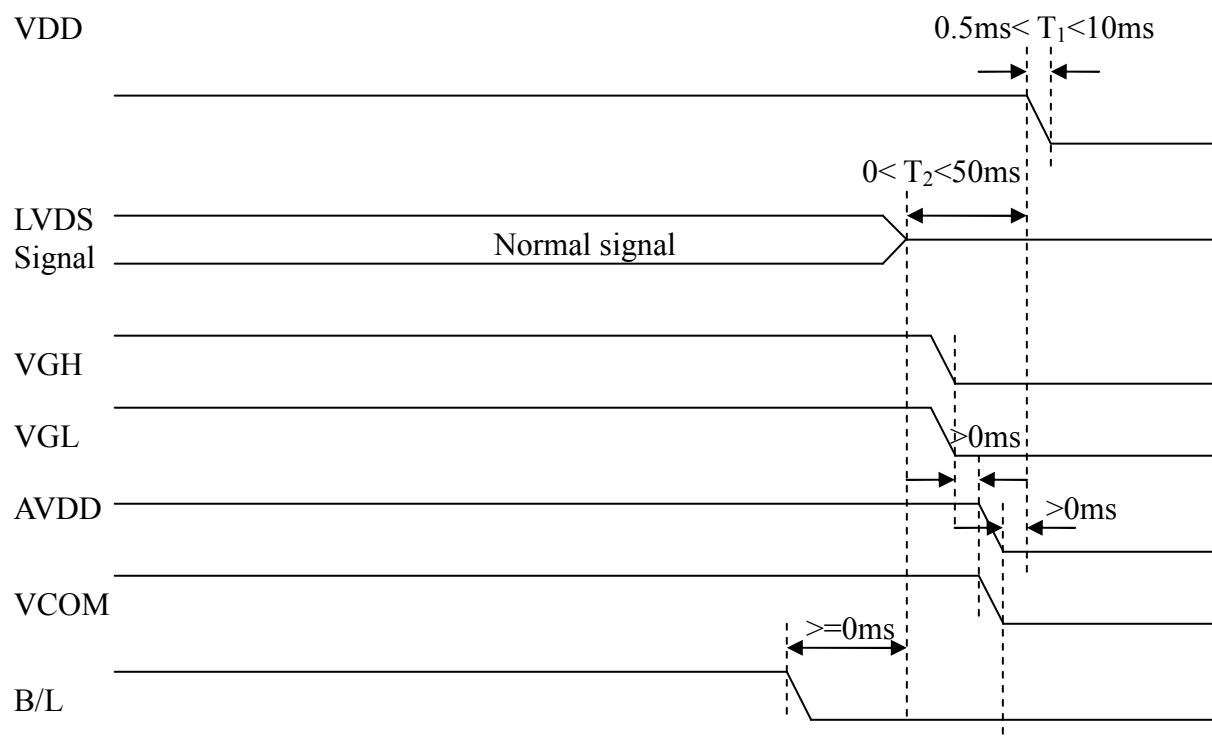 VDD
0.5ms< T₁<10ms
0< T₂<50ms
LVDS
Signal
Normal signal
VGH
VGL
>0ms
AVDD
>0ms
VCOM
>=0ms
B/L